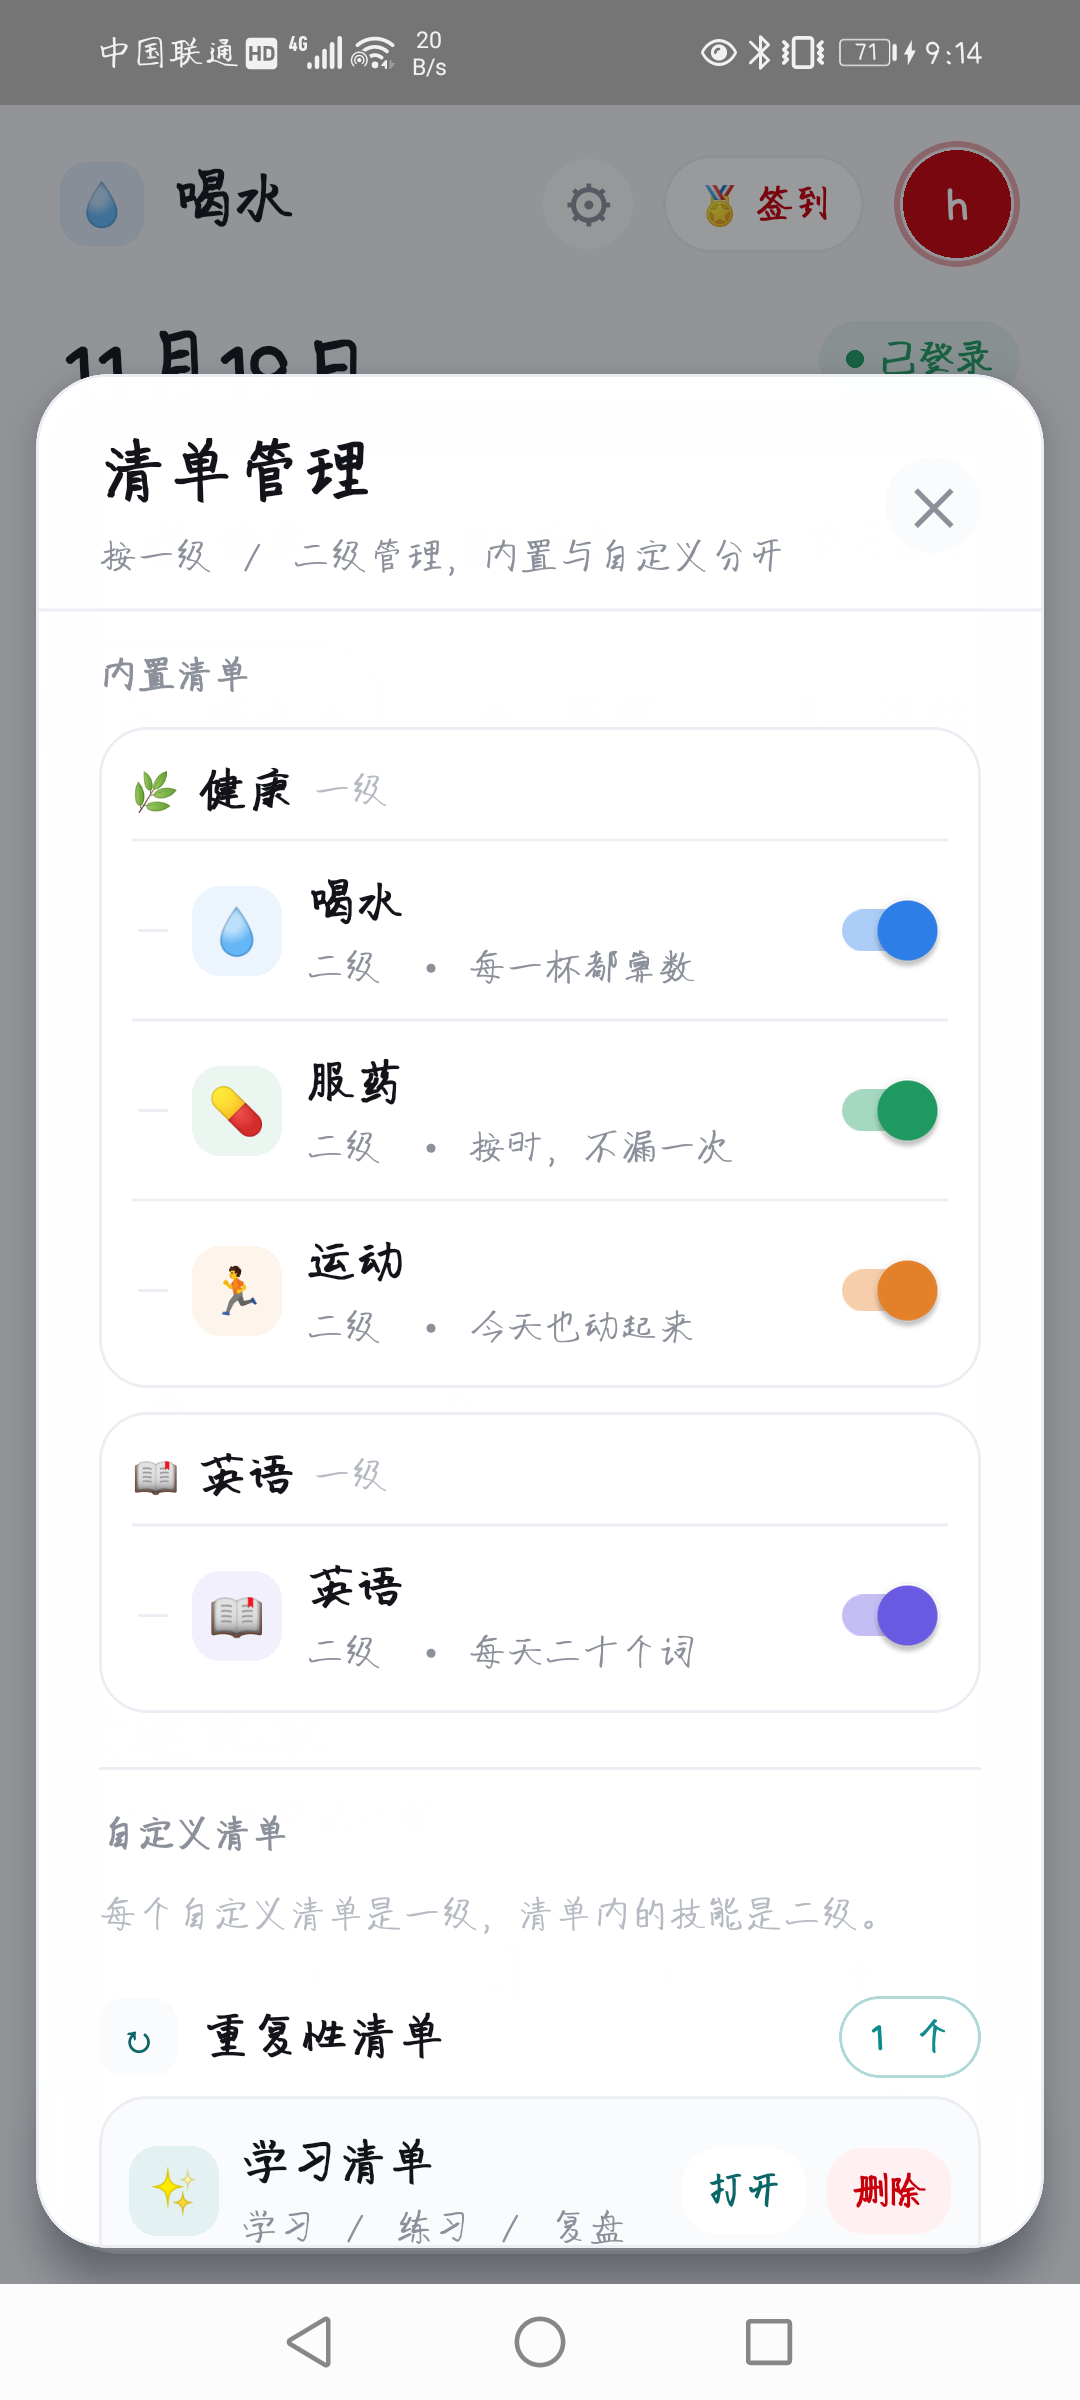 中国联通 HD 4G 20 B/s 71 9:14
喝水 签到 h
11月19日 已登录
清单管理
按一级 / 二级管理，内置与自定义分开
内置清单
健康 一级
喝水
二级 • 每一杯都算数
服药
二级 • 按时，不漏一次
运动
二级 • 今天也动起来
英语 一级
英语
二级 • 每天二十个词
自定义清单
每个自定义清单是一级，清单内的技能是二级。
重复性清单 1 个
学习清单 打开 删除
学习 / 练习 / 复盘